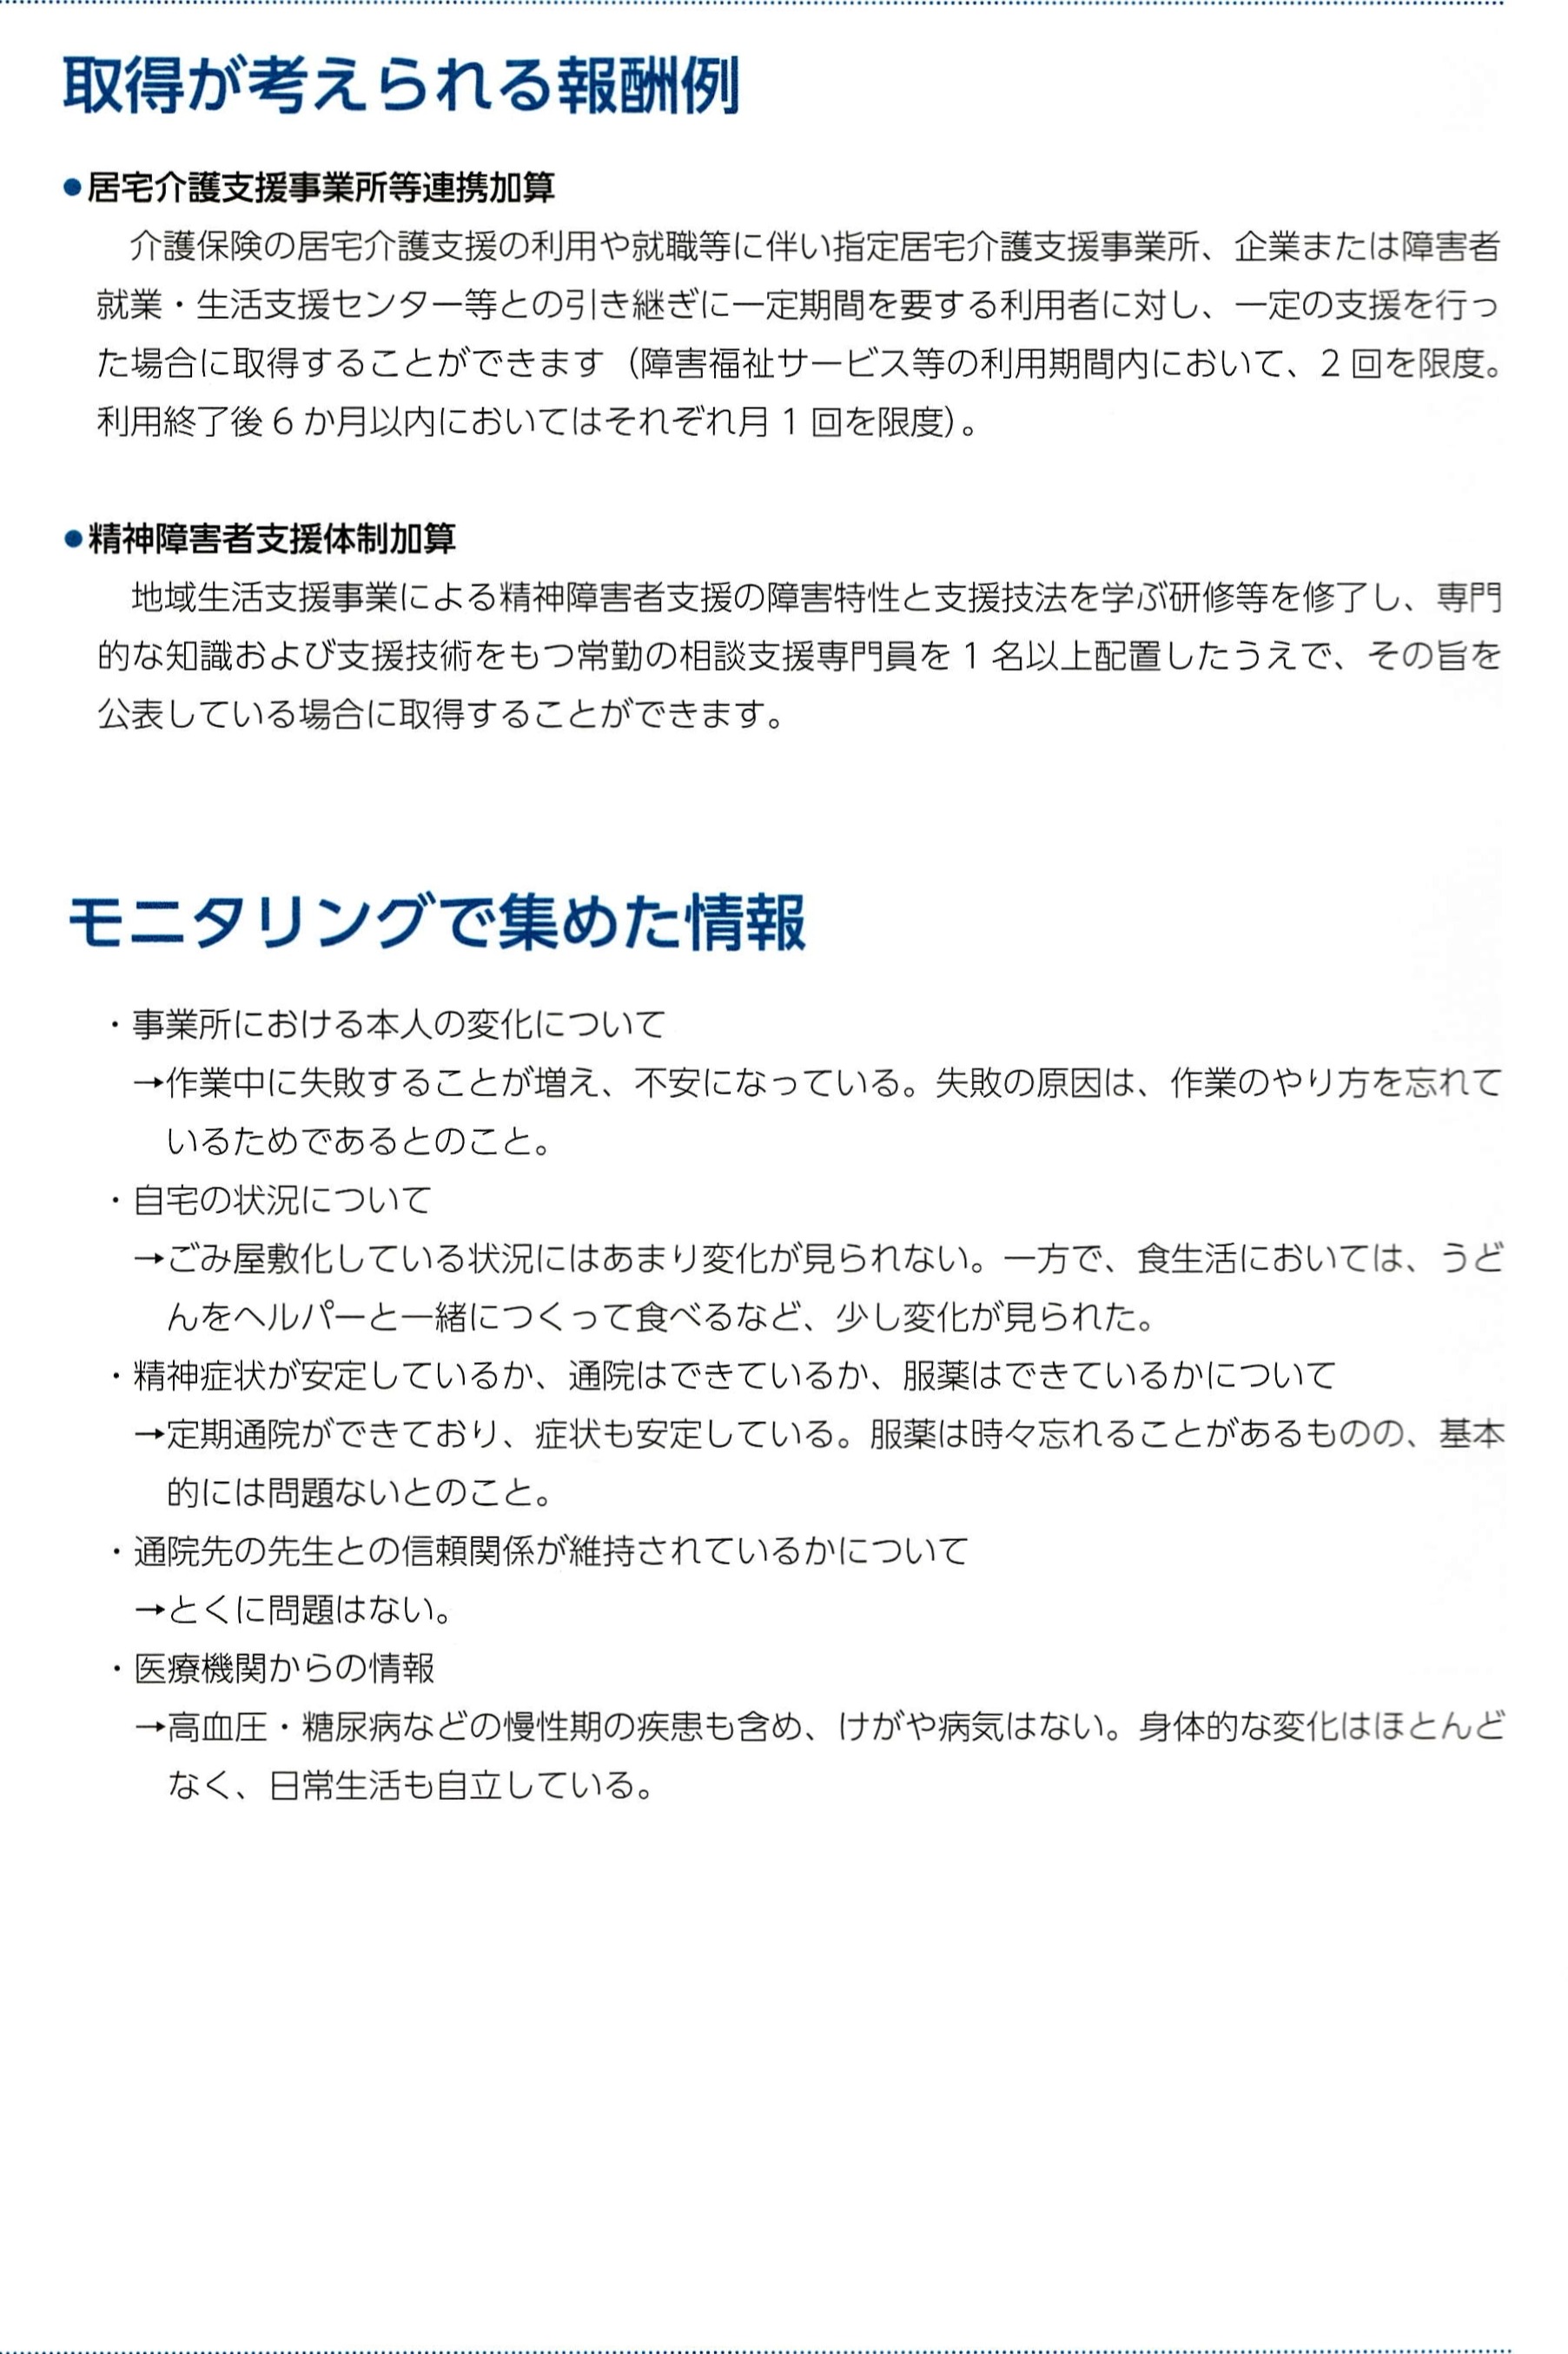 取得が考えられる報酬例
●居宅介護支援事業所等連携加算
介護保険の居宅介護支援の利用や就職等に伴い指定居宅介護支援事業所、企業または障害者
就業・生活支援センター等との引き継ぎに一定期間を要する利用者に対し、一定の支援を行っ
た場合に取得することができます（障害福祉サービス等の利用期間内において、2 回を限度。
利用終了後 6 か月以内においてはそれぞれ月 1 回を限度）。
●精神障害者支援体制加算
地域生活支援事業による精神障害者支援の障害特性と支援技法を学ぶ研修等を修了し、専門
的な知識および支援技術をもつ常勤の相談支援専門員を 1 名以上配置したうえで、その旨を
公表している場合に取得することができます。
モニタリングで集めた情報
・事業所における本人の変化について
→作業中に失敗することが増え、不安になっている。失敗の原因は、作業のやり方を忘れて
いるためであるとのこと。
・自宅の状況について
→ごみ屋敷化している状況にはあまり変化が見られない。一方で、食生活においては、うど
んをヘルパーと一緒につくって食べるなど、少し変化が見られた。
・精神症状が安定しているか、通院はできているか、服薬はできているかについて
→定期通院ができており、症状も安定している。服薬は時々忘れることがあるものの、基本
的には問題ないとのこと。
・通院先の先生との信頼関係が維持されているかについて
→とくに問題はない。
・医療機関からの情報
→高血圧・糖尿病などの慢性期の疾患も含め、けがや病気はない。身体的な変化はほとんど
なく、日常生活も自立している。